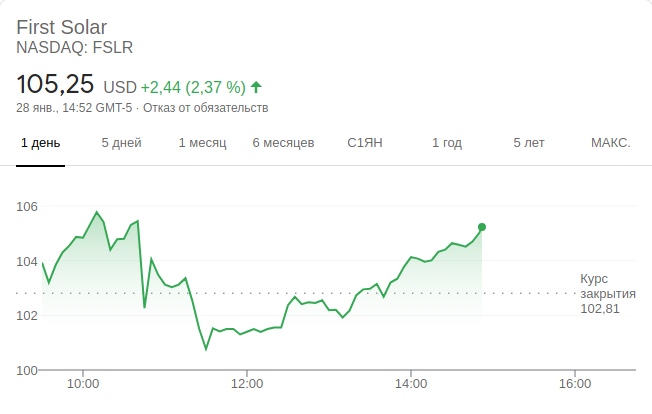 First Solar
NASDAQ: FSLR
105,25 USD +2,44 (2,37 %)
28 янв., 14:52 GMT-5 · Отказ от обязательств
1 день 5 дней 1 месяц 6 месяцев С1ЯН 1 год 5 лет МАКС.
106
104
102
100
Курс
закрытия
102,81
10:00 12:00 14:00 16:00